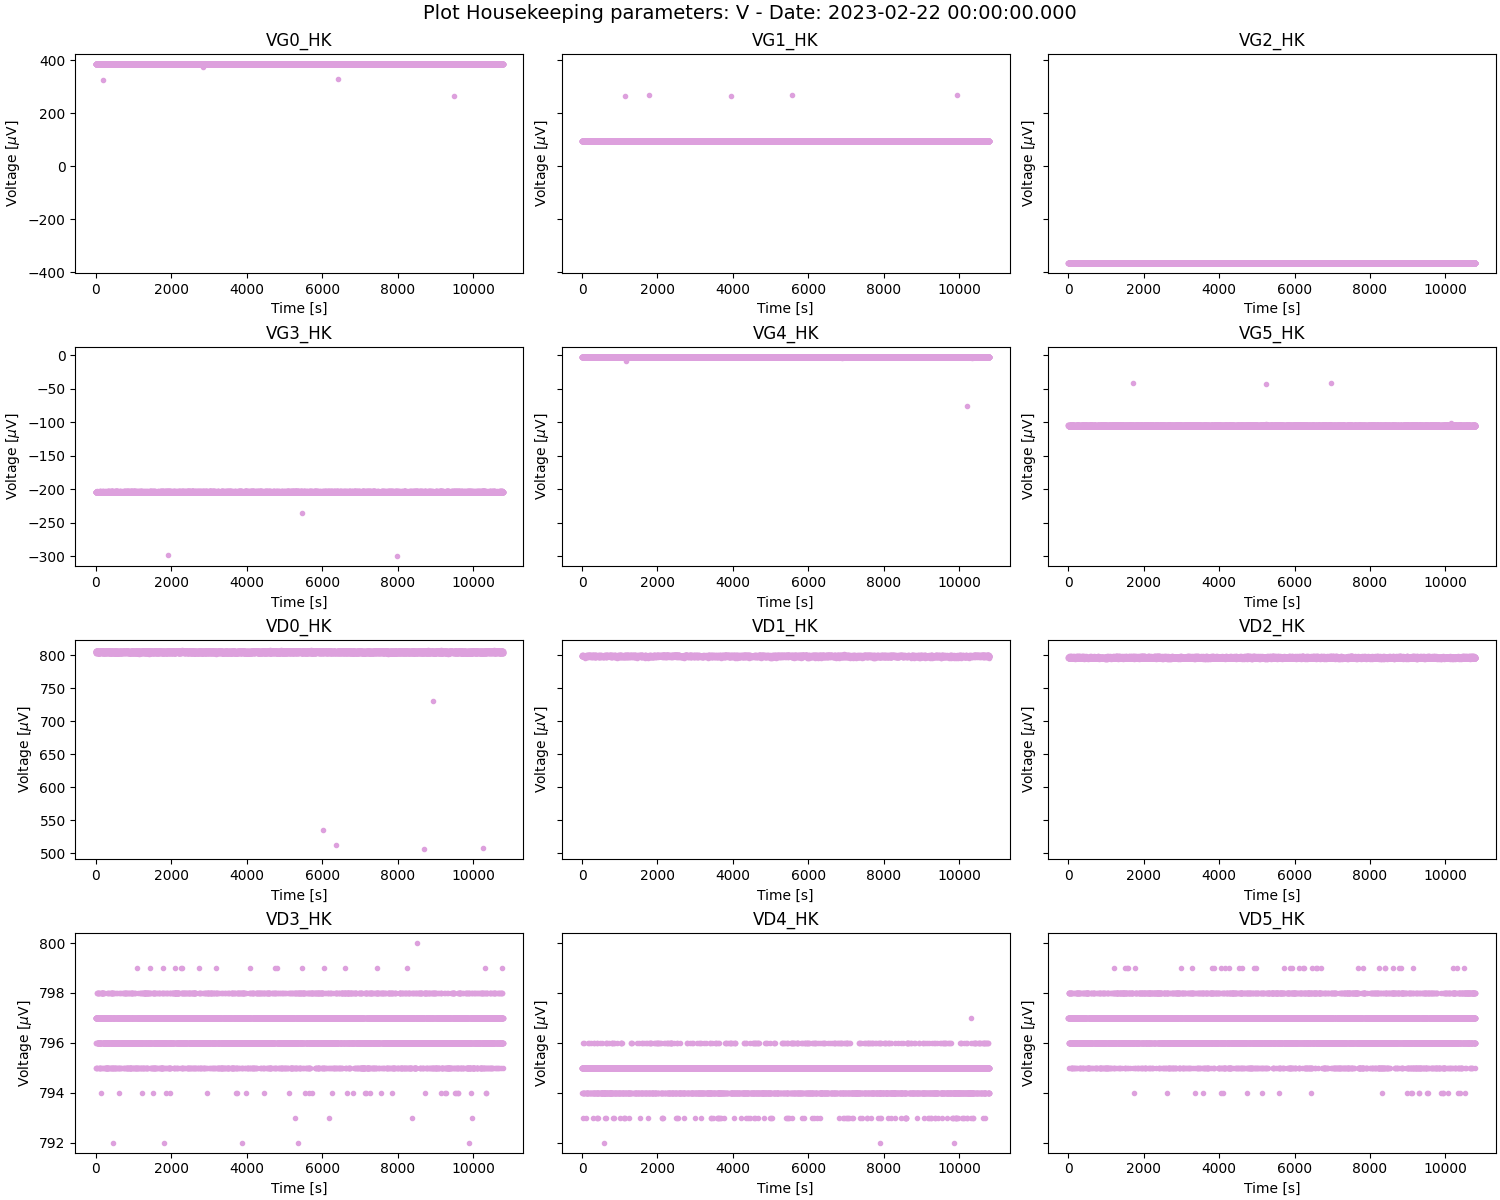 Plot Housekeeping parameters: V - Date: 2023-02-22 00:00:00.000
VG0_HK
VG1_HK
VG2_HK
Voltage [μV]
400
200
0
−200
−400
0 2000 4000 6000 8000 10000
Time [s]
Voltage [μV]
0 2000 4000 6000 8000 10000
Time [s]
Voltage [μV]
0 2000 4000 6000 8000 10000
Time [s]
VG3_HK
VG4_HK
VG5_HK
Voltage [μV]
0
−50
−100
−150
−200
−250
−300
0 2000 4000 6000 8000 10000
Time [s]
Voltage [μV]
0 2000 4000 6000 8000 10000
Time [s]
Voltage [μV]
0 2000 4000 6000 8000 10000
Time [s]
VD0_HK
VD1_HK
VD2_HK
Voltage [μV]
800
750
700
650
600
550
500
0 2000 4000 6000 8000 10000
Time [s]
Voltage [μV]
0 2000 4000 6000 8000 10000
Time [s]
Voltage [μV]
0 2000 4000 6000 8000 10000
Time [s]
VD3_HK
VD4_HK
VD5_HK
Voltage [μV]
800
798
796
794
792
0 2000 4000 6000 8000 10000
Time [s]
Voltage [μV]
0 2000 4000 6000 8000 10000
Time [s]
Voltage [μV]
0 2000 4000 6000 8000 10000
Time [s]